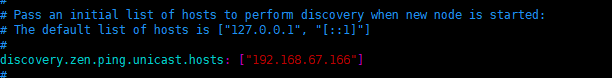 #
# Pass an initial list of hosts to perform discovery when new node is started:
# The default list of hosts is ["127.0.0.1", "[::1]"]
#
discovery.zen.ping.unicast.hosts: ["192.168.67.166"]
#